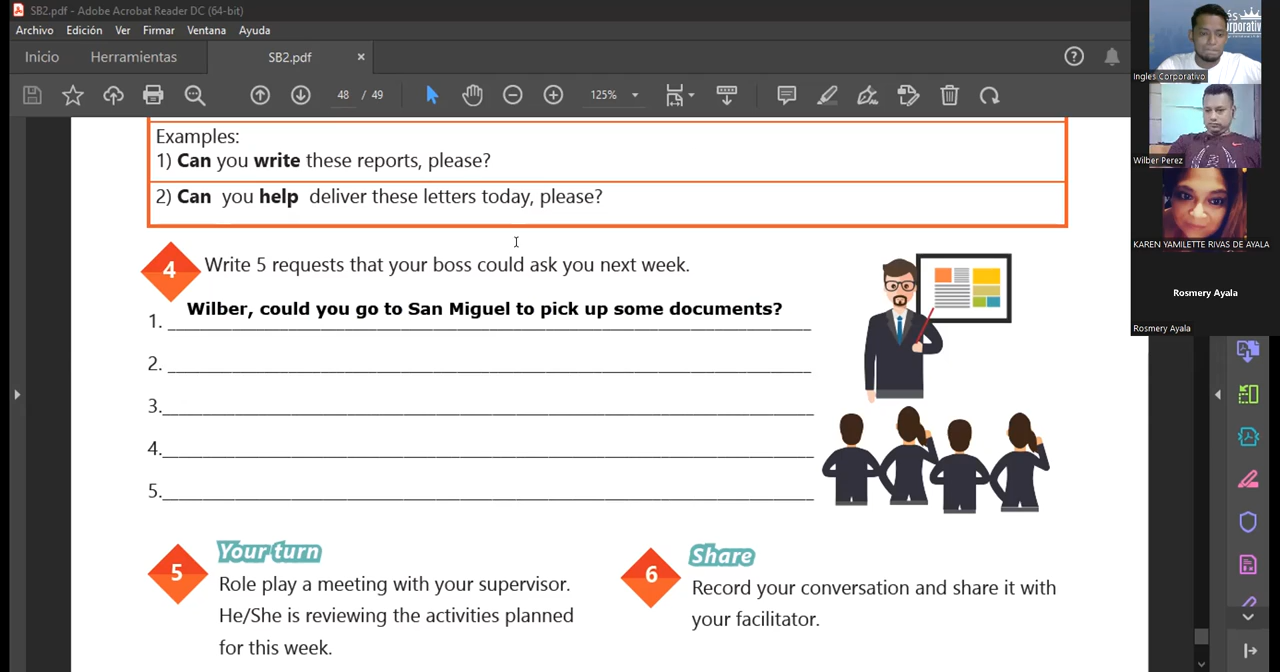 SB2.pdf - Adobe Acrobat Reader DC (64-bit)
Archivo Edición Ver Firmar Ventana Ayuda
Inicio Herramientas SB2.pdf
48 / 49 125%
Examples:
1) Can you write these reports, please?
2) Can you help deliver these letters today, please?
4 Write 5 requests that your boss could ask you next week.
Wilber, could you go to San Miguel to pick up some documents?
1.
2.
3.
4.
5.
5 Your turn
Role play a meeting with your supervisor.
He/She is reviewing the activities planned
for this week.
6 Share
Record your conversation and share it with
your facilitator.
Ingles Corporativo
Wilber Perez
KAREN YAMILETTE RIVAS DE AYALA
Rosmery Ayala
Rosmery Ayala